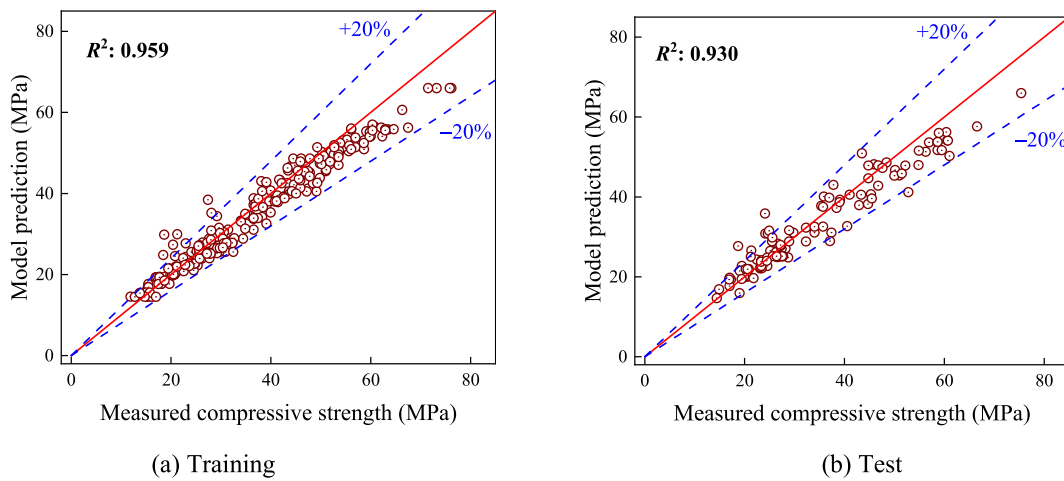 R²: 0.959
+20%
−20%
80
60
40
20
0
Model prediction (MPa)
0 20 40 60 80
Measured compressive strength (MPa)
(a) Training
R²: 0.930
+20%
−20%
80
60
40
20
0
Model prediction (MPa)
0 20 40 60 80
Measured compressive strength (MPa)
(b) Test